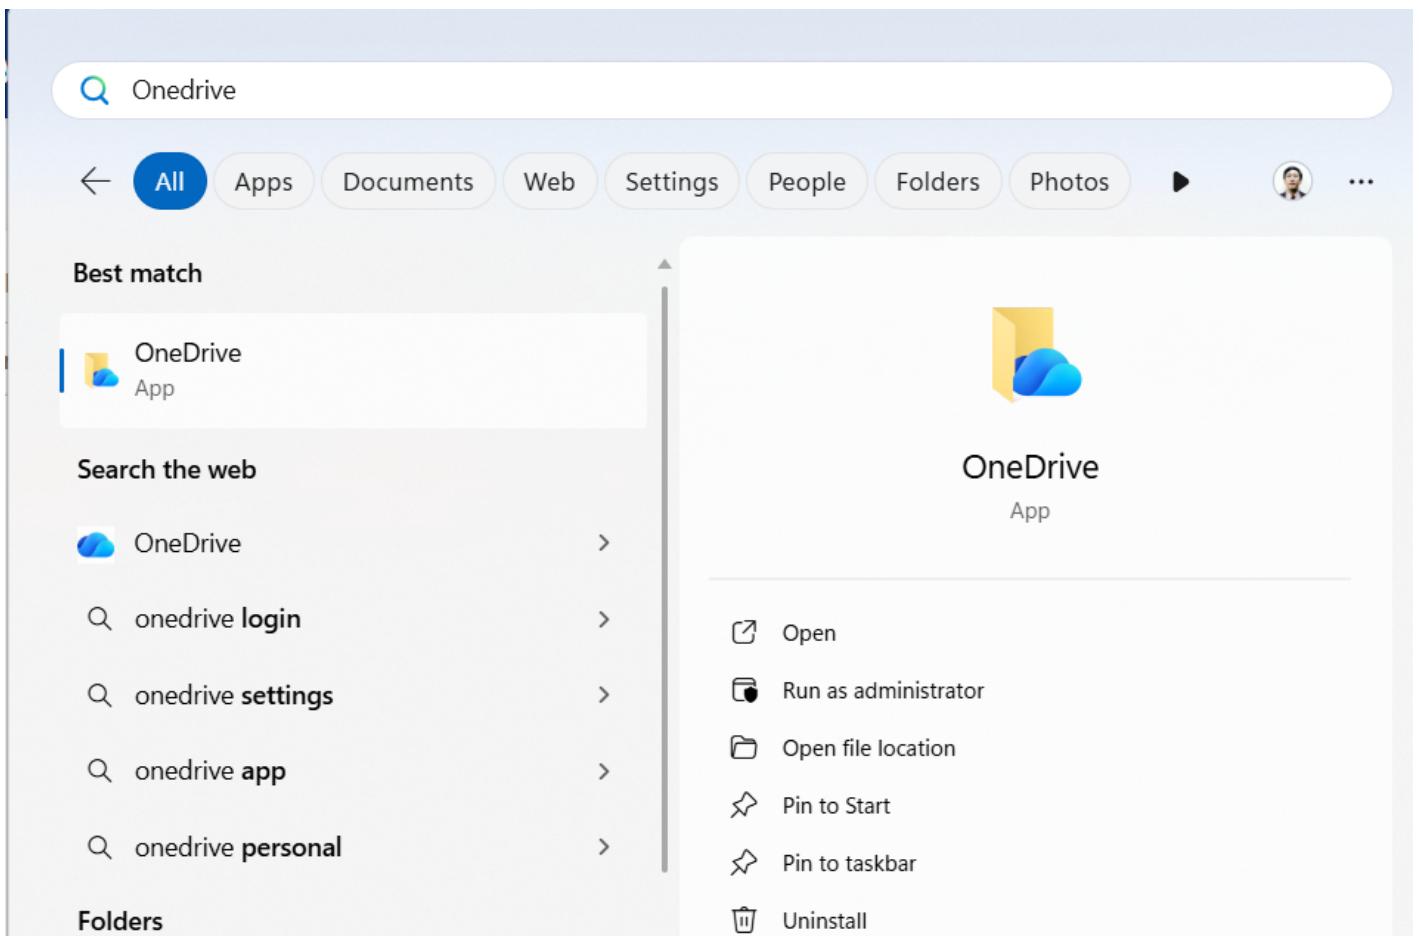 Onedrive
All Apps Documents Web Settings People Folders Photos
Best match
OneDrive
App
Search the web
OneDrive
onedrive login
onedrive settings
onedrive app
onedrive personal
Folders
OneDrive
App
Open
Run as administrator
Open file location
Pin to Start
Pin to taskbar
Uninstall